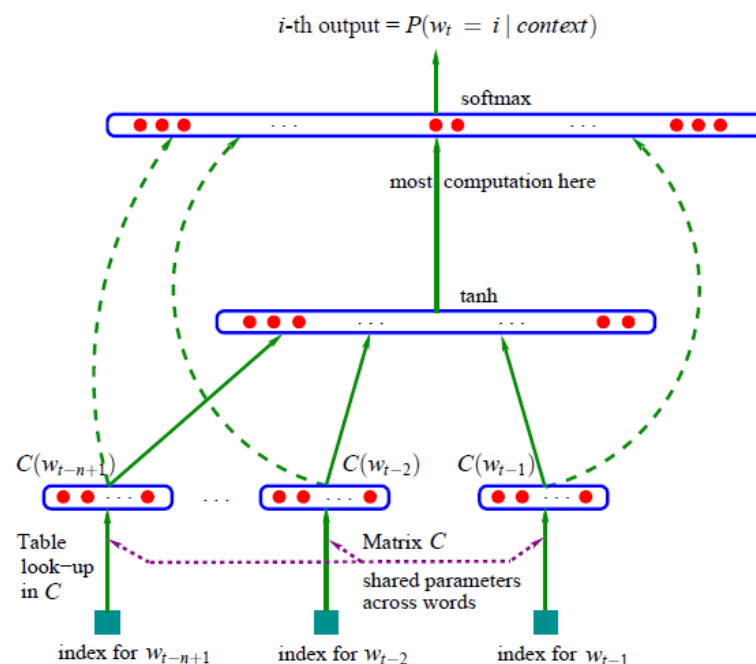 i-th output = P(w_t = i | context)
softmax
... ...
most computation here
tanh
... ...
C(w_{t−n+1}) C(w_{t−2}) C(w_{t−1})
... ... ... ...
Table
look−up
in C
Matrix C
shared parameters
across words
index for w_{t−n+1} index for w_{t−2} index for w_{t−1}